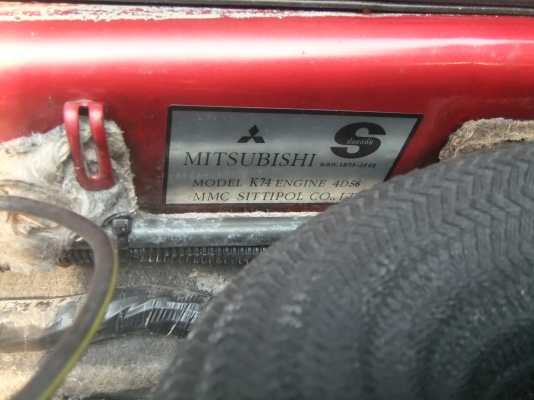 MITSUBISHI
S
MODEL K74 ENGINE 4D56
MMC SITTIPOL CO.,